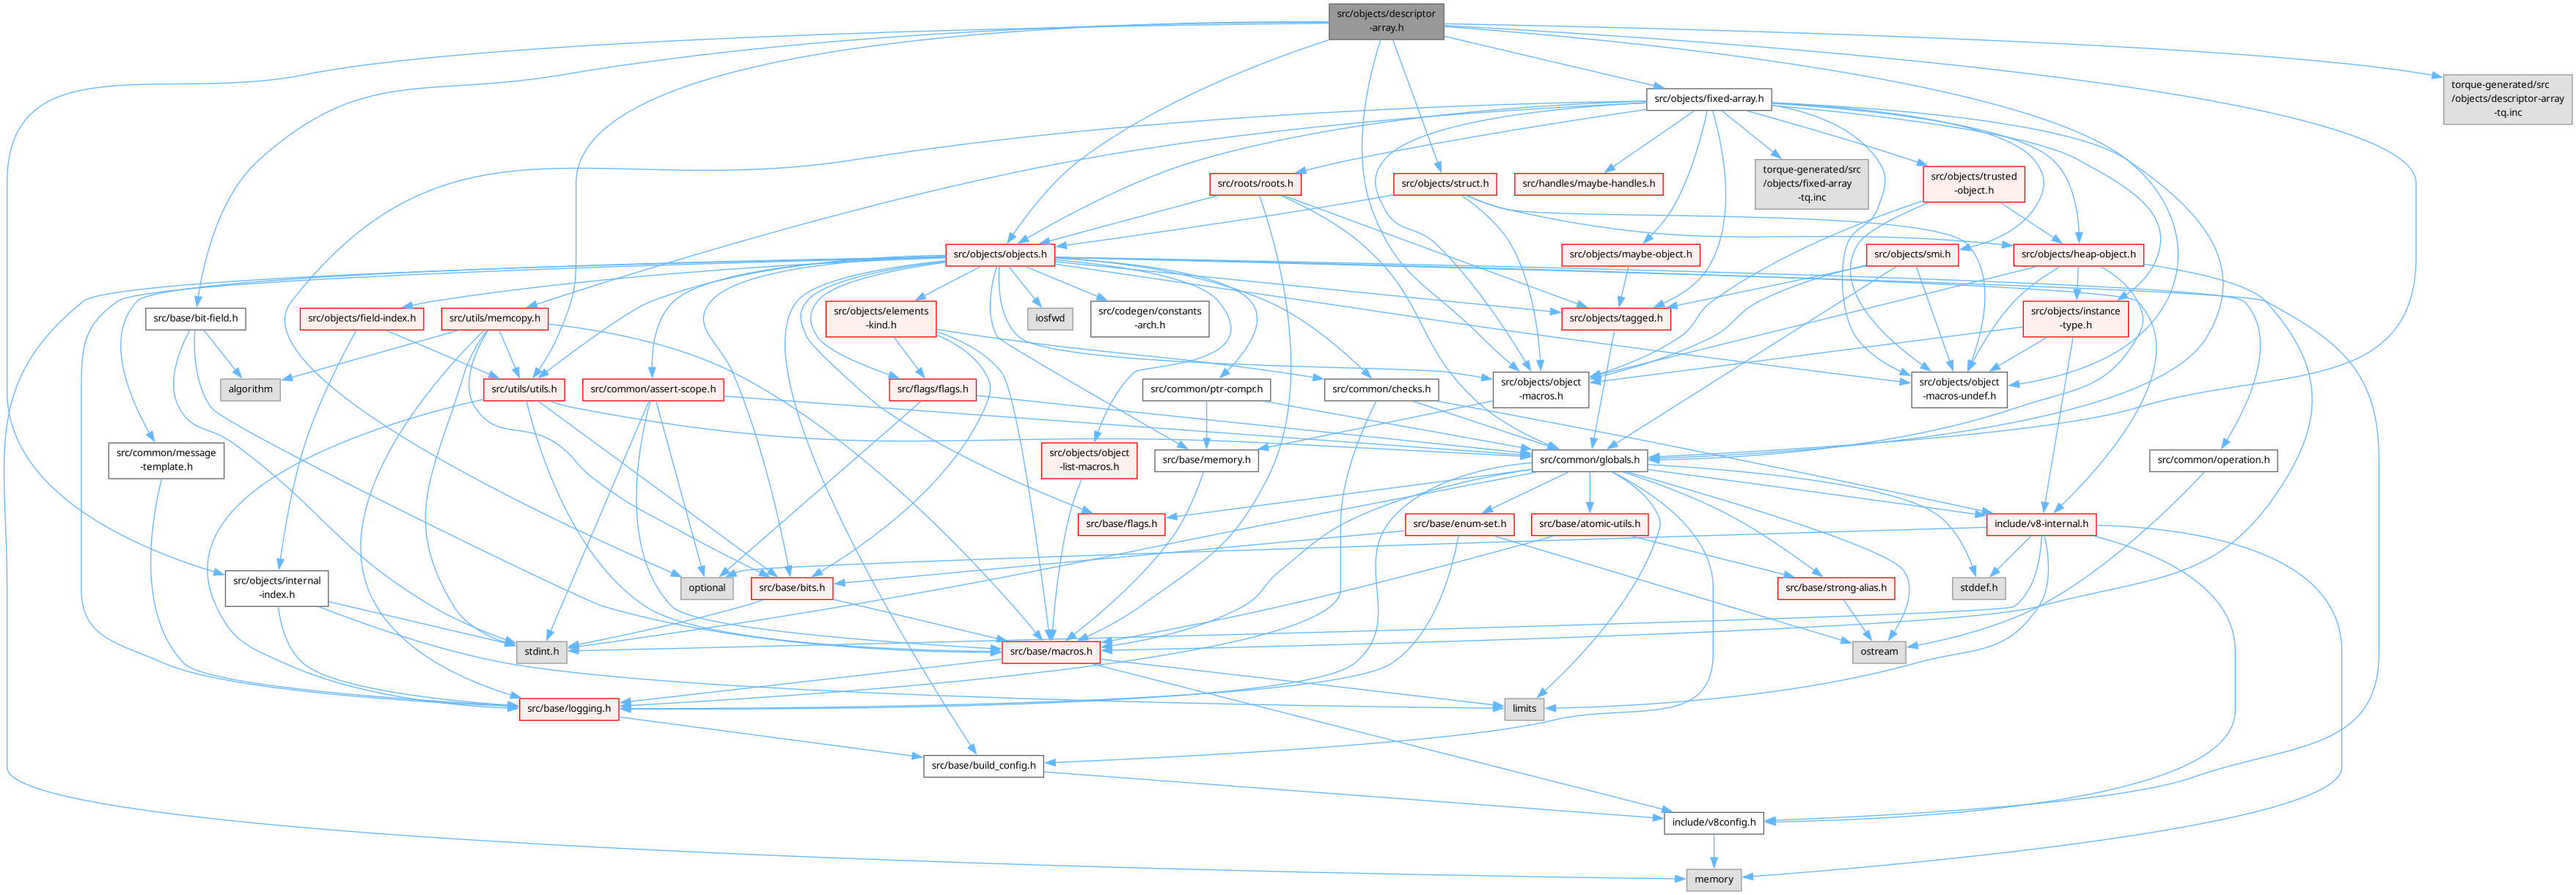 src/objects/descriptor
-array.h
torque-generated/src
/objects/descriptor-array
-tq.inc
src/objects/fixed-array.h
src/roots/roots.h
src/objects/struct.h
src/handles/maybe-handles.h
torque-generated/src
/objects/fixed-array
-tq.inc
src/objects/trusted
-object.h
src/objects/objects.h
src/objects/maybe-object.h
src/objects/smi.h
src/objects/heap-object.h
src/base/bit-field.h
src/objects/field-index.h
src/utils/memcopy.h
src/objects/elements
-kind.h
iosfwd
src/codegen/constants
-arch.h
src/objects/tagged.h
src/objects/instance
-type.h
algorithm
src/utils/utils.h
src/common/assert-scope.h
src/flags/flags.h
src/common/ptr-compr.h
src/common/checks.h
src/objects/object
-macros.h
src/objects/object
-macros-undef.h
src/common/message
-template.h
src/objects/object
-list-macros.h
src/base/memory.h
src/common/globals.h
src/common/operation.h
src/base/flags.h
src/base/enum-set.h
src/base/atomic-utils.h
include/v8-internal.h
src/objects/internal
-index.h
optional
src/base/bits.h
src/base/strong-alias.h
stddef.h
stdint.h
src/base/macros.h
ostream
src/base/logging.h
limits
src/base/build_config.h
include/v8config.h
memory